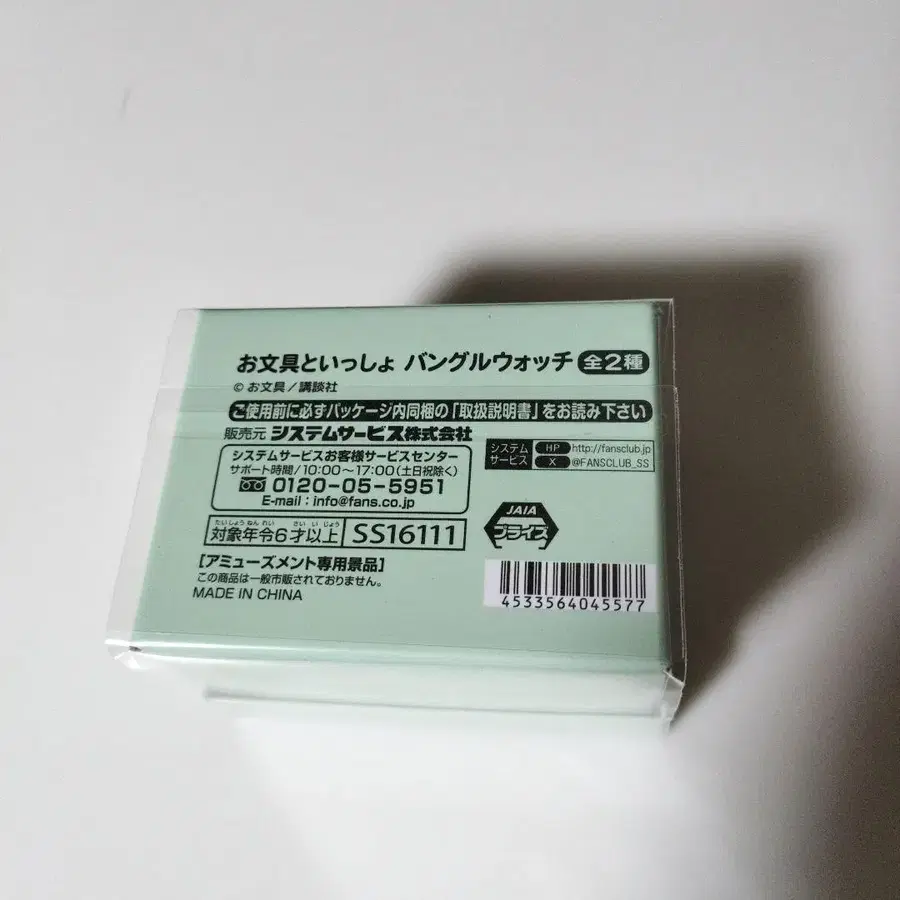 お文具といっしょ バングルウォッチ 全2種
© お文具/講談社
ご使用前に必ずパッケージ内同梱の「取扱説明書」をお読み下さい
販売元 システムサービス株式会社
システムサービスお客様サービスセンター
サポート時間/10:00〜17:00(土日祝除く)
0120-05-5951
E-mail : info@fans.co.jp
システムサービス HP http://fansclub.jp
X @FANSCLUB_SS
たいしょうねんれい さいいじょう
対象年令6才以上 SS16111
JAIA
プライズ
[アミューズメント専用景品]
この商品は一般市販されておりません。
MADE IN CHINA
4533564045577